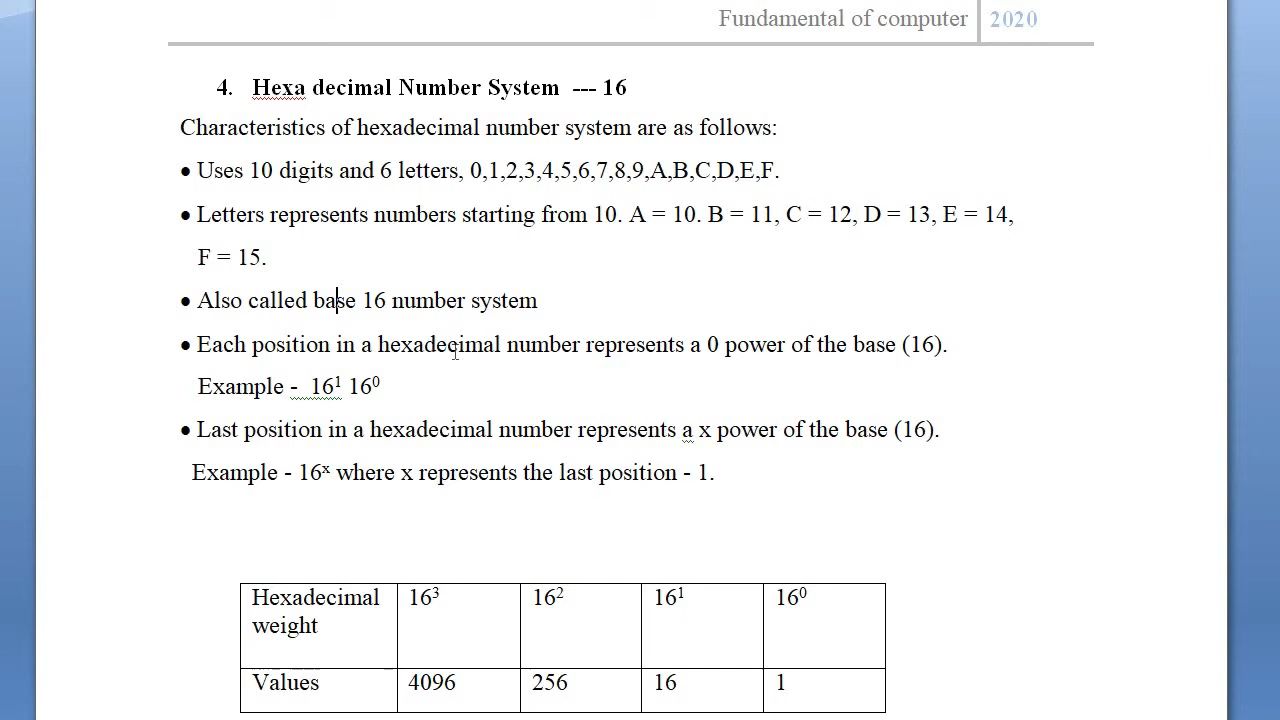 Fundamental of computer 2020
4. Hexa decimal Number System --- 16
Characteristics of hexadecimal number system are as follows:
• Uses 10 digits and 6 letters, 0,1,2,3,4,5,6,7,8,9,A,B,C,D,E,F.
• Letters represents numbers starting from 10. A = 10. B = 11, C = 12, D = 13, E = 14,
F = 15.
• Also called base 16 number system
• Each position in a hexadecimal number represents a 0 power of the base (16).
Example - 16¹ 16⁰
• Last position in a hexadecimal number represents a x power of the base (16).
Example - 16ˣ where x represents the last position - 1.
Hexadecimal weight 16³ 16² 16¹ 16⁰
Values 4096 256 16 1